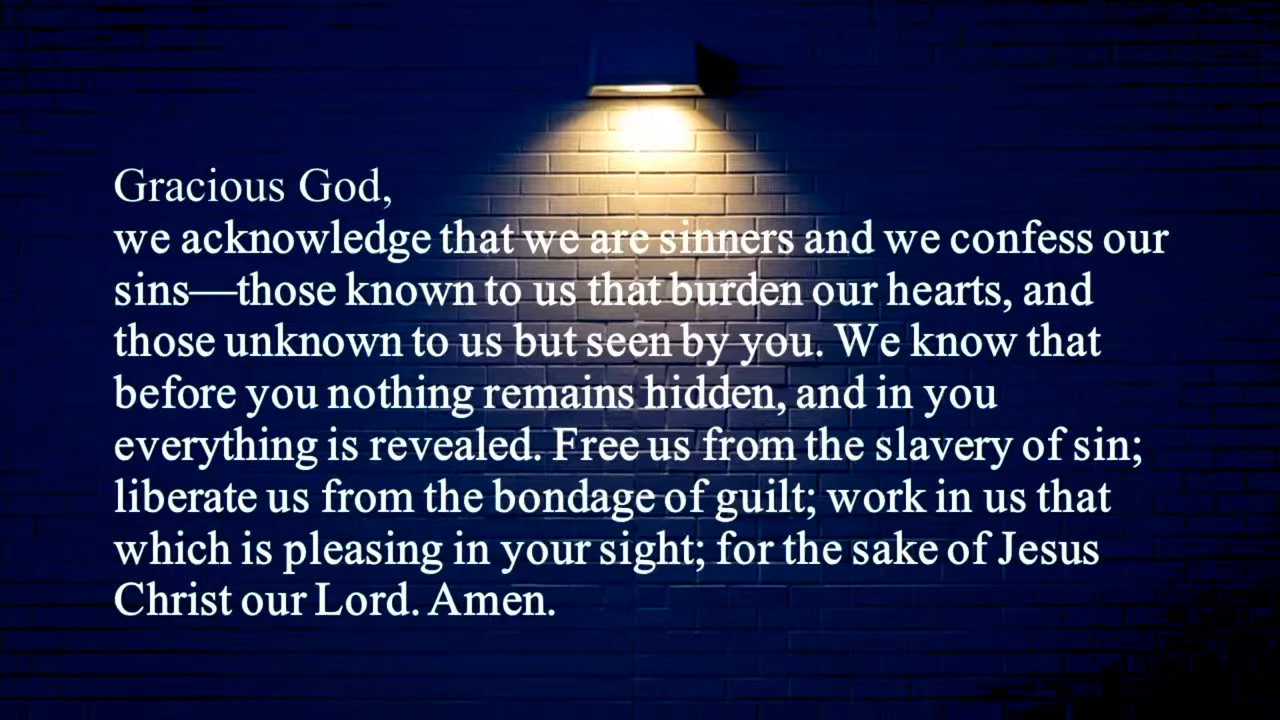 Gracious God,
we acknowledge that we are sinners and we confess our
sins—those known to us that burden our hearts, and
those unknown to us but seen by you. We know that
before you nothing remains hidden, and in you
everything is revealed. Free us from the slavery of sin;
liberate us from the bondage of guilt; work in us that
which is pleasing in your sight; for the sake of Jesus
Christ our Lord. Amen.